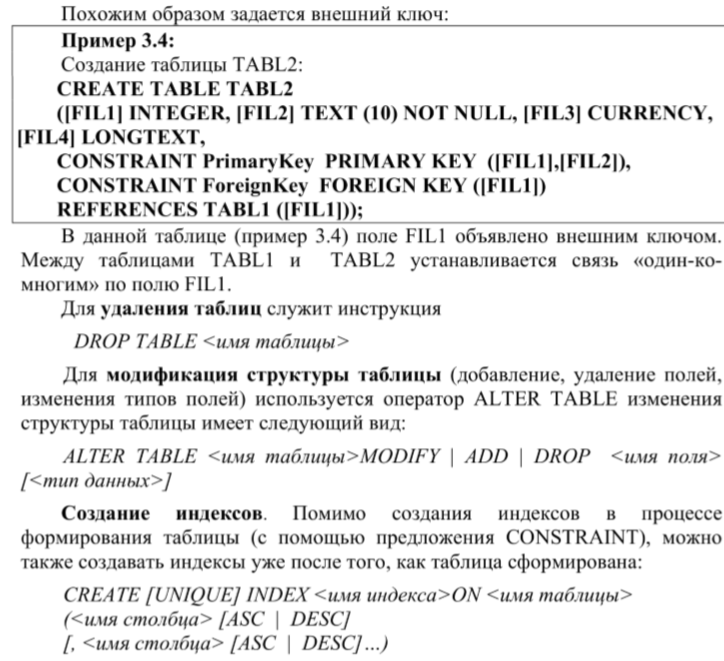 Похожим образом задается внешний ключ:
Пример 3.4:
Создание таблицы TABL2:
CREATE TABLE TABL2
([FIL1] INTEGER, [FIL2] TEXT (10) NOT NULL, [FIL3] CURRENCY,
[FIL4] LONGTEXT,
CONSTRAINT PrimaryKey PRIMARY KEY ([FIL1],[FIL2]),
CONSTRAINT ForeignKey FOREIGN KEY ([FIL1])
REFERENCES TABL1 ([FIL1]));
В данной таблице (пример 3.4) поле FIL1 объявлено внешним ключом.
Между таблицами TABL1 и TABL2 устанавливается связь «один-ко-
многим» по полю FIL1.
Для удаления таблиц служит инструкция
DROP TABLE <имя таблицы>
Для модификация структуры таблицы (добавление, удаление полей,
изменения типов полей) используется оператор ALTER TABLE изменения
структуры таблицы имеет следующий вид:
ALTER TABLE <имя таблицы>MODIFY | ADD | DROP <имя поля>
[<тип данных>]
Создание индексов. Помимо создания индексов в процессе
формирования таблицы (с помощью предложения CONSTRAINT), можно
также создавать индексы уже после того, как таблица сформирована:
CREATE [UNIQUE] INDEX <имя индекса>ON <имя таблицы>
(<имя столбца> [ASC | DESC]
[, <имя столбца> [ASC | DESC]...)